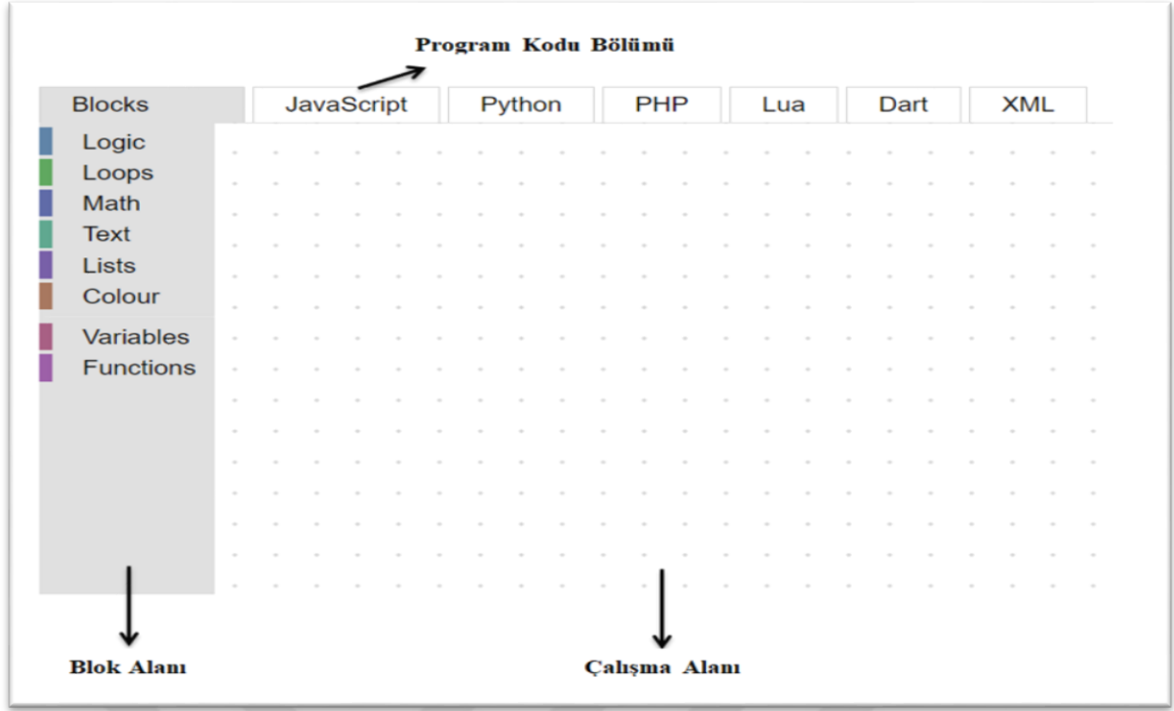 Program Kodu Bölümü
Blocks JavaScript Python PHP Lua Dart XML
Logic
Loops
Math
Text
Lists
Colour
Variables
Functions
Blok Alanı Çalışma Alanı